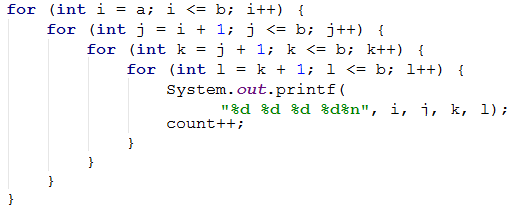 for (int i = a; i <= b; i++) {
    for (int j = i + 1; j <= b; j++) {
        for (int k = j + 1; k <= b; k++) {
            for (int l = k + 1; l <= b; l++) {
                System.out.printf(
                        "%d %d %d %d%n", i, j, k, l);
                count++;
            }
        }
    }
}